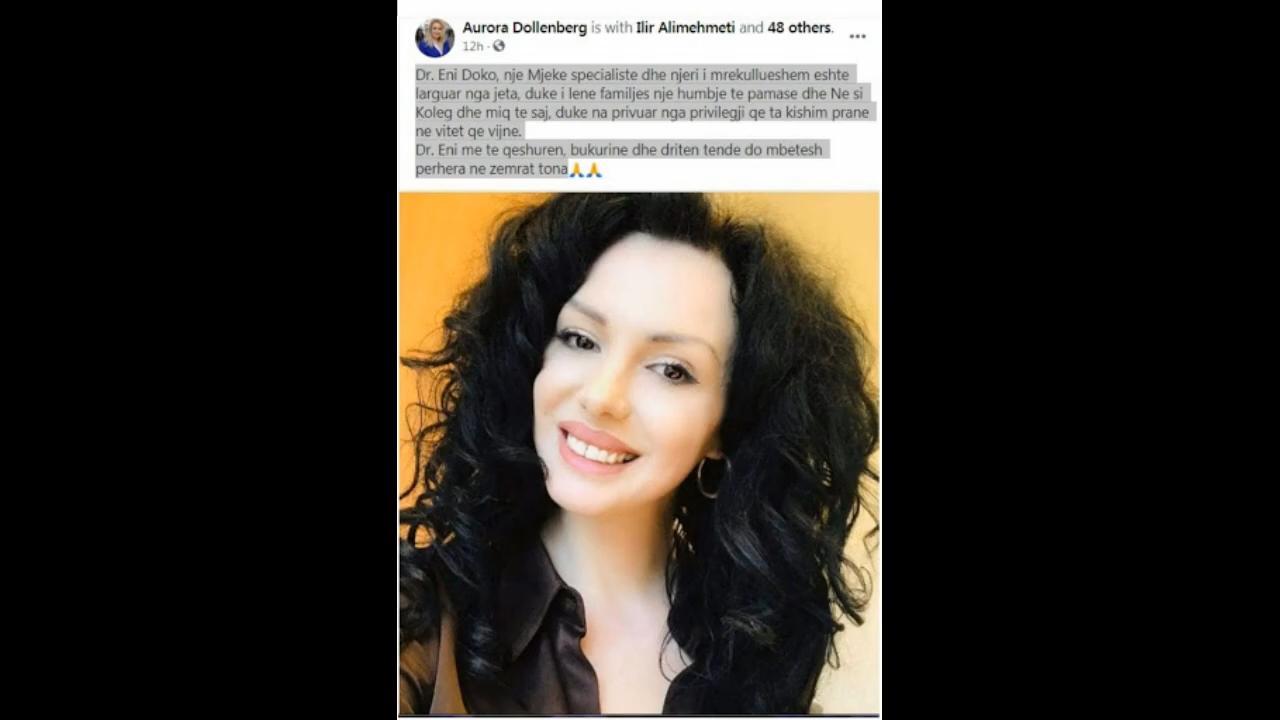 Aurora Dollenberg is with Ilir Alimehmeti and 48 others.
12h ·
Dr. Eni Doko, nje Mjeke specialiste dhe njeri i mrekullueshem eshte
larguar nga jeta, duke i lene familjes nje humbje te pamase dhe Ne si
Koleg dhe miq te saj, duke na privuar nga privilegji qe ta kishim prane
ne vitet qe vijne.
Dr. Eni me te qeshuren, bukurine dhe driten tende do mbetesh
perhera ne zemrat tona🙏🙏